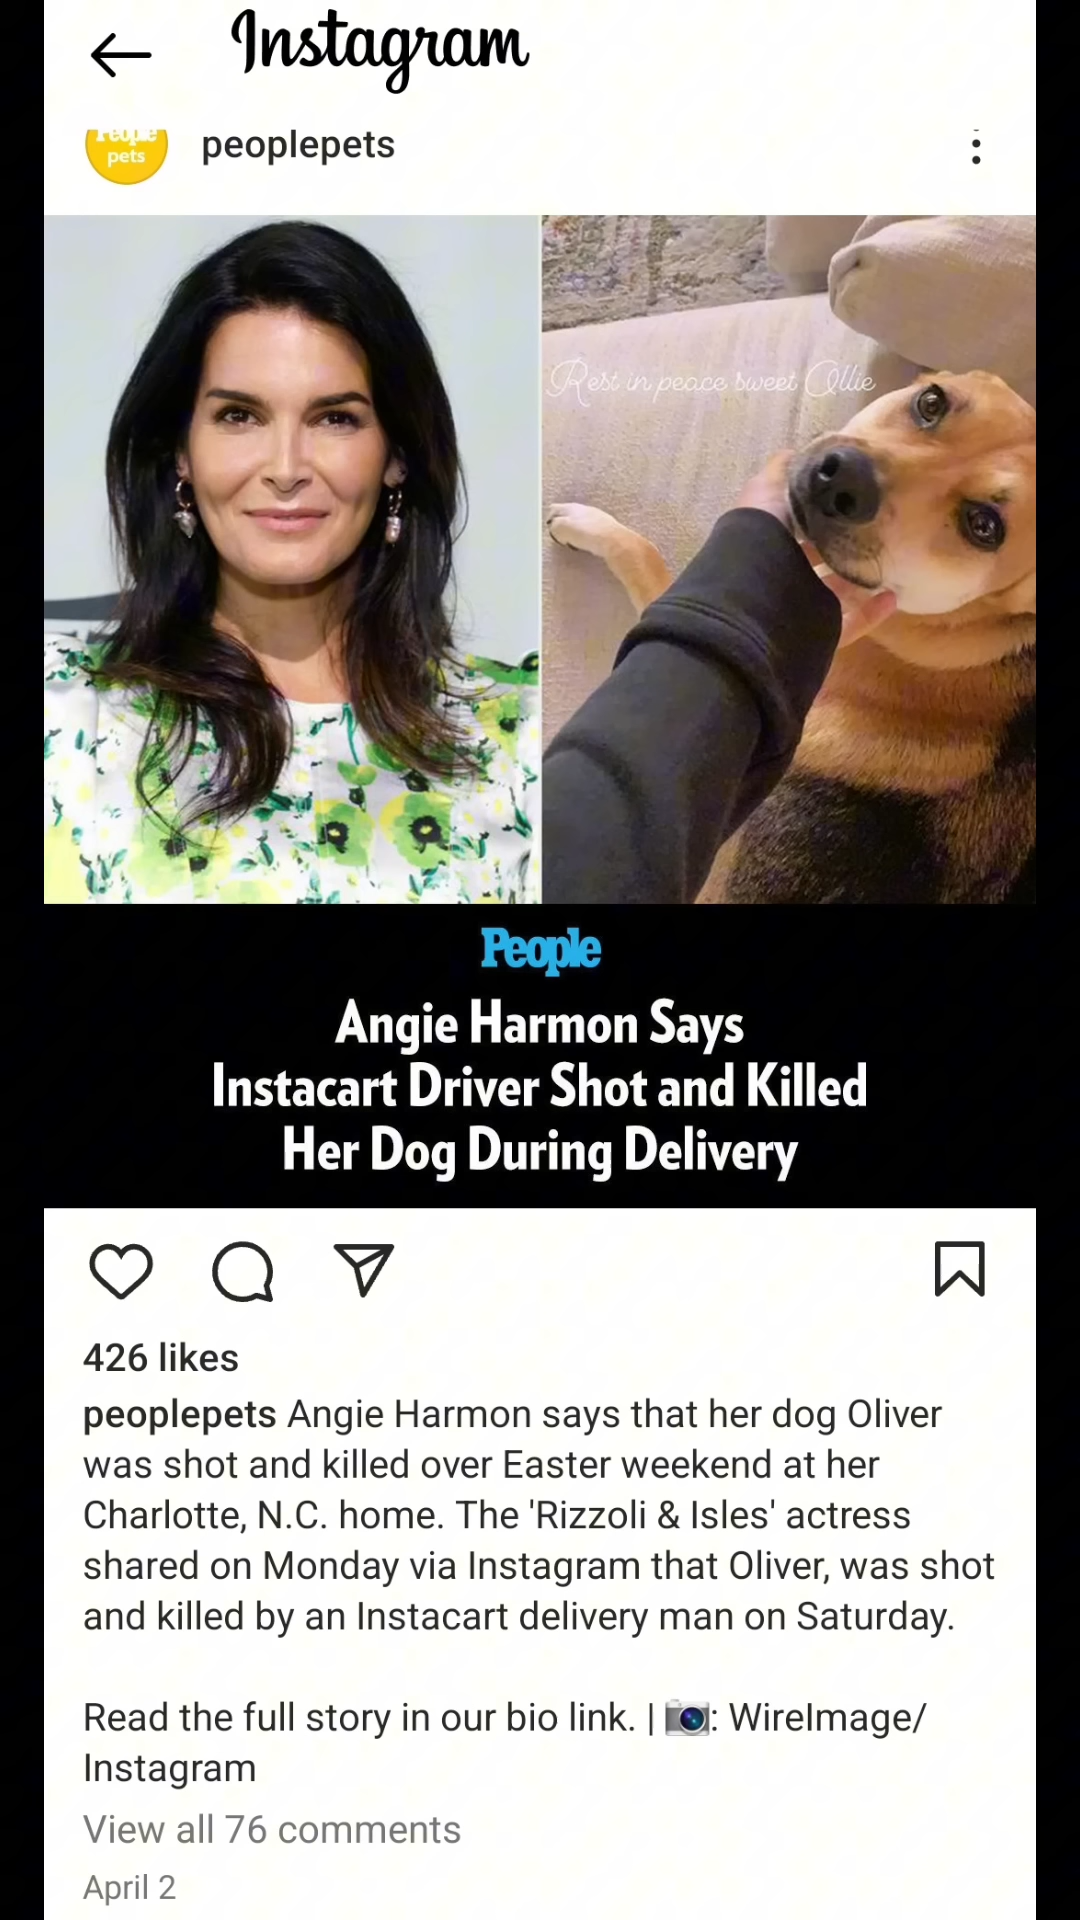 Instagram
People
pets
peoplepets
Rest in peace sweet Ollie
People
Angie Harmon Says
Instacart Driver Shot and Killed
Her Dog During Delivery
426 likes
peoplepets Angie Harmon says that her dog Oliver
was shot and killed over Easter weekend at her
Charlotte, N.C. home. The 'Rizzoli & Isles' actress
shared on Monday via Instagram that Oliver, was shot
and killed by an Instacart delivery man on Saturday.
Read the full story in our bio link. | 📷: WireImage/
Instagram
View all 76 comments
April 2